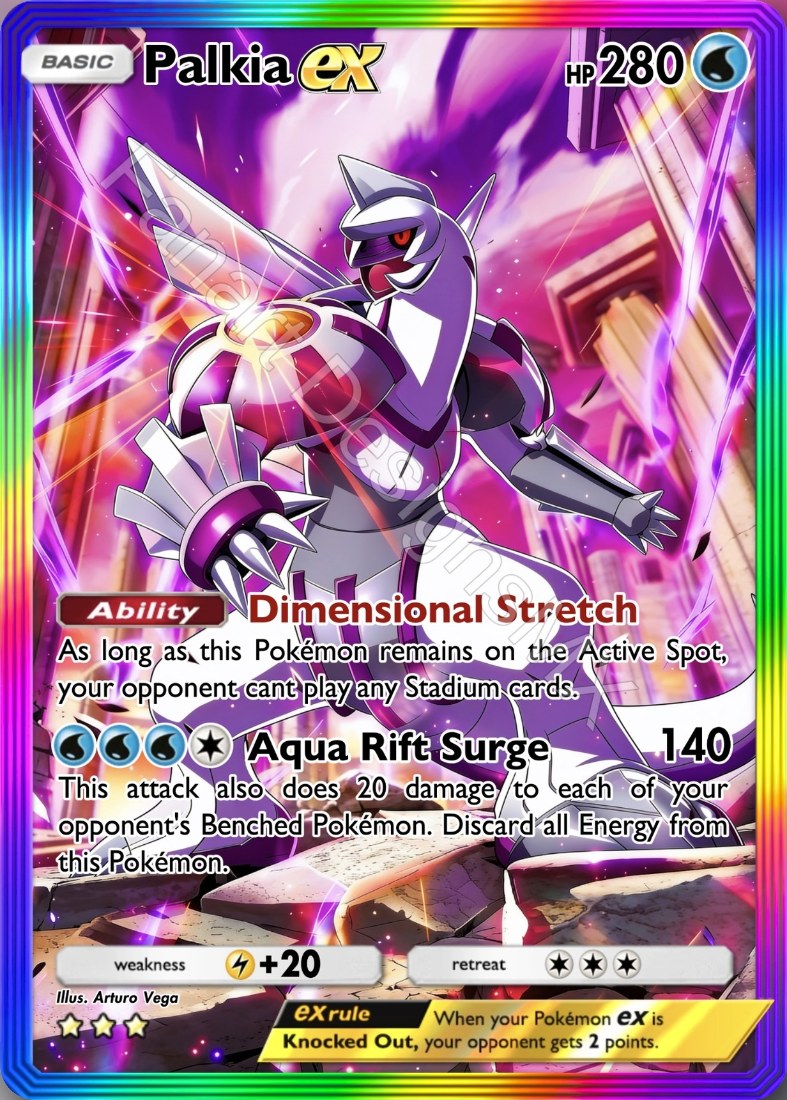 BASIC Palkia ex HP 280
Fanart DesignsMX
Ability Dimensional Stretch
As long as this Pokémon remains on the Active Spot,
your opponent cant play any Stadium cards.
Aqua Rift Surge 140
This attack also does 20 damage to each of your
opponent's Benched Pokémon. Discard all Energy from
this Pokémon.
weakness +20 retreat
Illus. Arturo Vega
ex rule When your Pokémon ex is
Knocked Out, your opponent gets 2 points.